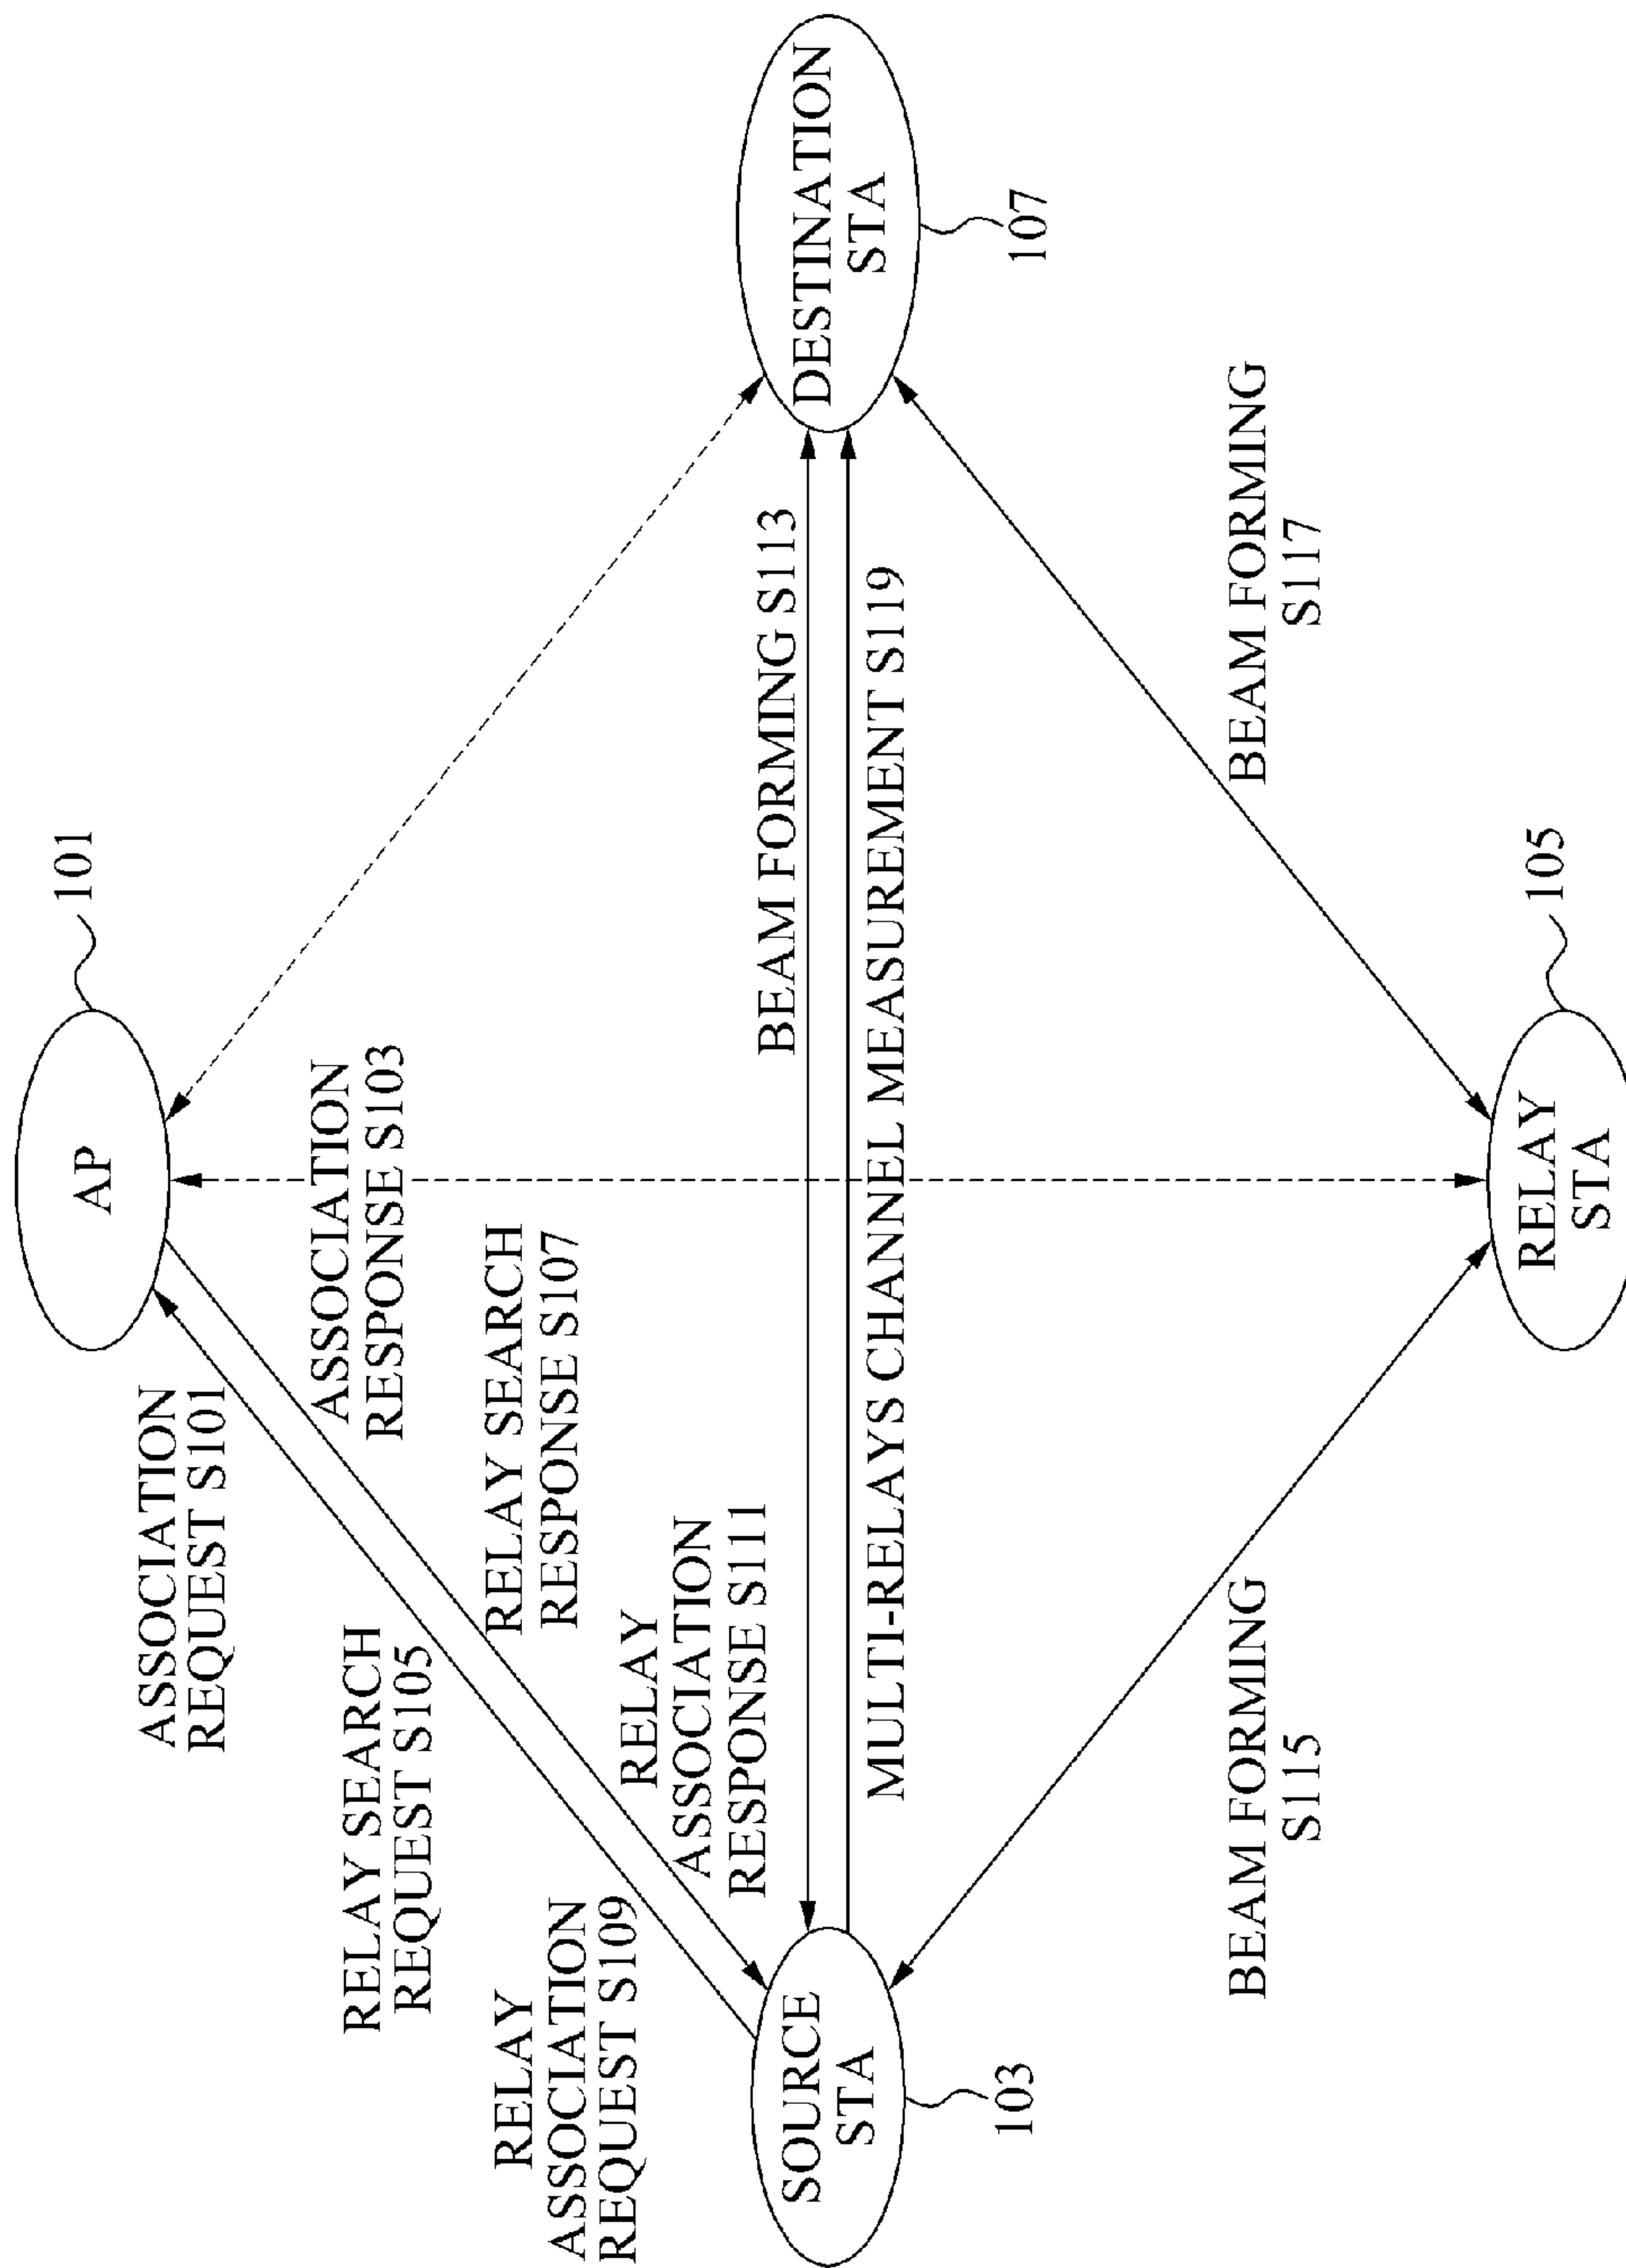 101
AP
ASSOCIATION
REQUEST S101
ASSOCIATION
RESPONSE S103
RELAY SEARCH
REQUEST S105
RELAY SEARCH
RESPONSE S107
RELAY
ASSOCIATION
REQUEST S109
RELAY
ASSOCIATION
RESPONSE S111
BEAM FORMING S113
MULTI-RELAYS CHANNEL MEASUREMENT S119
SOURCE
STA
103
DESTINATION
STA
107
BEAM FORMING
S115
BEAM FORMING
S117
RELAY
STA
105